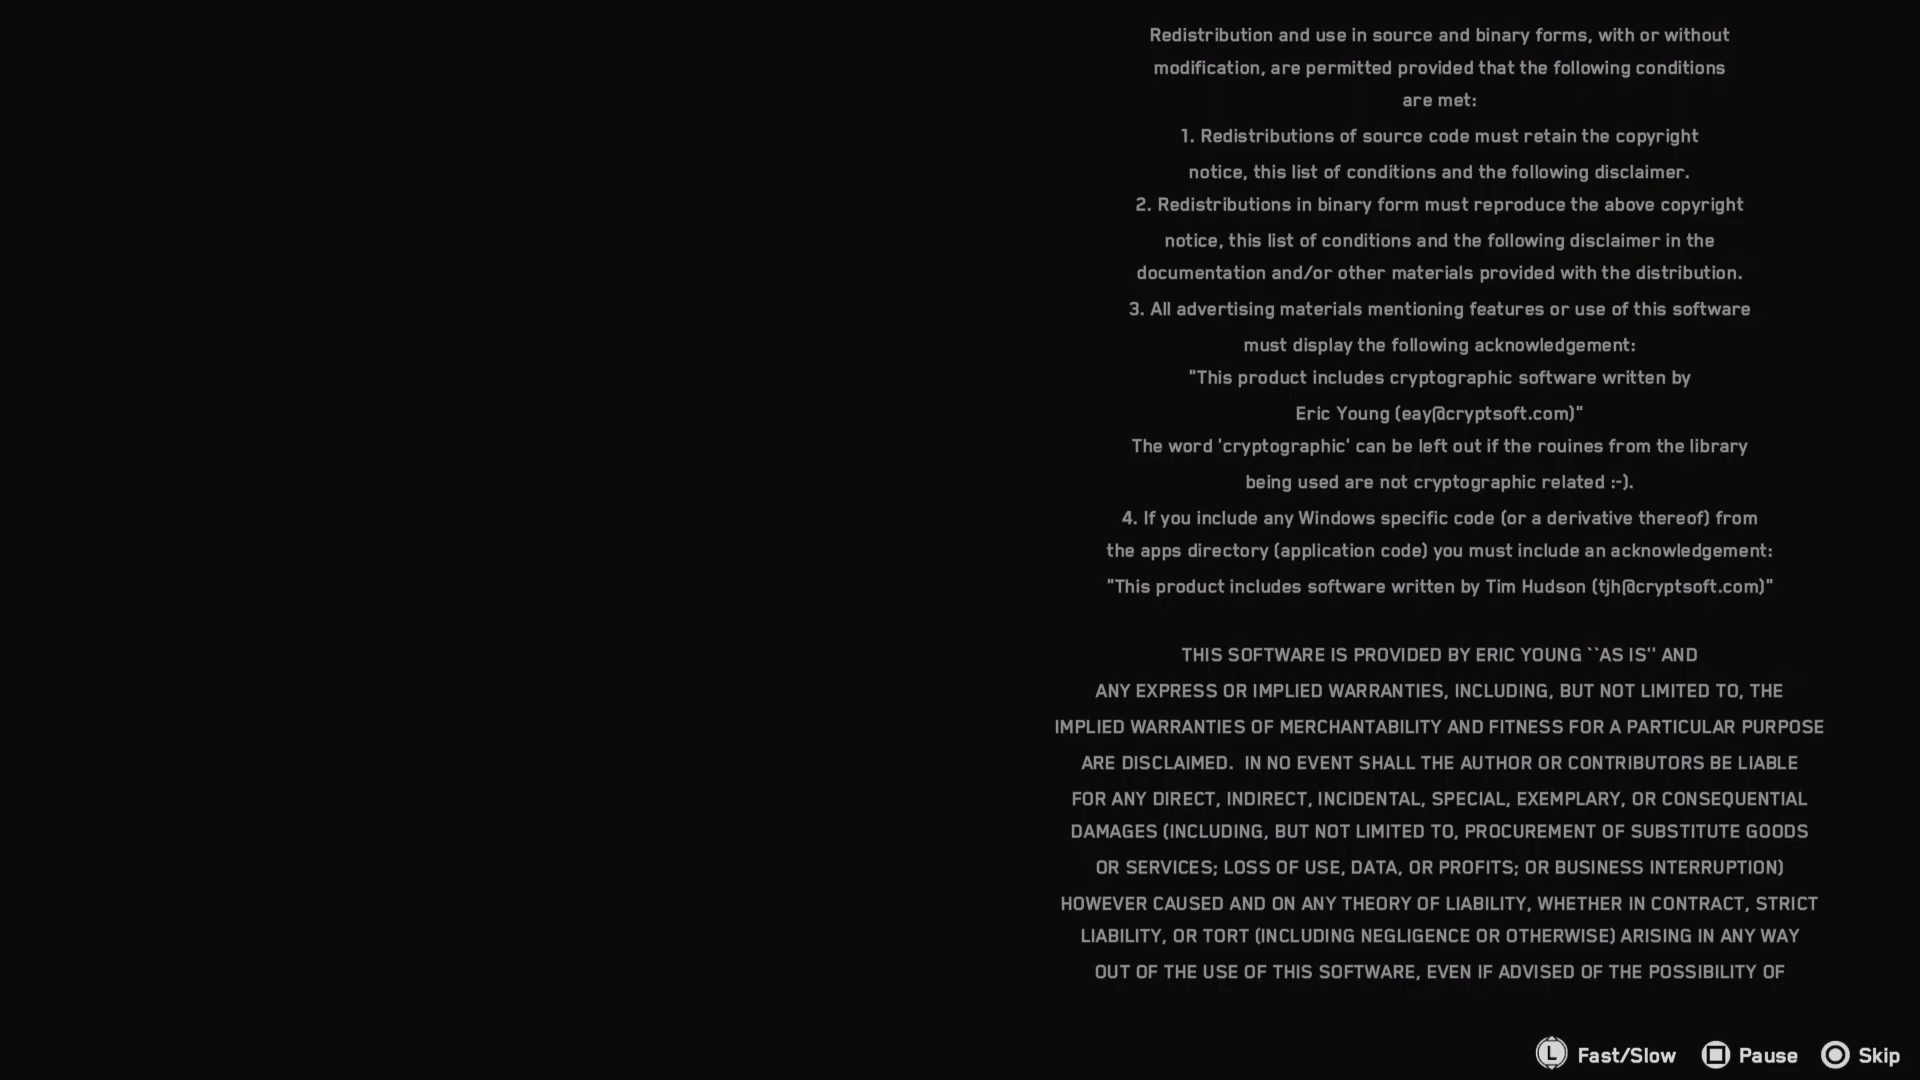 Redistribution and use in source and binary forms, with or without
modification, are permitted provided that the following conditions
are met:
1. Redistributions of source code must retain the copyright
notice, this list of conditions and the following disclaimer.
2. Redistributions in binary form must reproduce the above copyright
notice, this list of conditions and the following disclaimer in the
documentation and/or other materials provided with the distribution.
3. All advertising materials mentioning features or use of this software
must display the following acknowledgement:
"This product includes cryptographic software written by
Eric Young (eay@cryptsoft.com)"
The word 'cryptographic' can be left out if the rouines from the library
being used are not cryptographic related :-).
4. If you include any Windows specific code (or a derivative thereof) from
the apps directory (application code) you must include an acknowledgement:
"This product includes software written by Tim Hudson (tjh@cryptsoft.com)"
THIS SOFTWARE IS PROVIDED BY ERIC YOUNG ``AS IS'' AND
ANY EXPRESS OR IMPLIED WARRANTIES, INCLUDING, BUT NOT LIMITED TO, THE
IMPLIED WARRANTIES OF MERCHANTABILITY AND FITNESS FOR A PARTICULAR PURPOSE
ARE DISCLAIMED.  IN NO EVENT SHALL THE AUTHOR OR CONTRIBUTORS BE LIABLE
FOR ANY DIRECT, INDIRECT, INCIDENTAL, SPECIAL, EXEMPLARY, OR CONSEQUENTIAL
DAMAGES (INCLUDING, BUT NOT LIMITED TO, PROCUREMENT OF SUBSTITUTE GOODS
OR SERVICES; LOSS OF USE, DATA, OR PROFITS; OR BUSINESS INTERRUPTION)
HOWEVER CAUSED AND ON ANY THEORY OF LIABILITY, WHETHER IN CONTRACT, STRICT
LIABILITY, OR TORT (INCLUDING NEGLIGENCE OR OTHERWISE) ARISING IN ANY WAY
OUT OF THE USE OF THIS SOFTWARE, EVEN IF ADVISED OF THE POSSIBILITY OF
L Fast/Slow Pause Skip